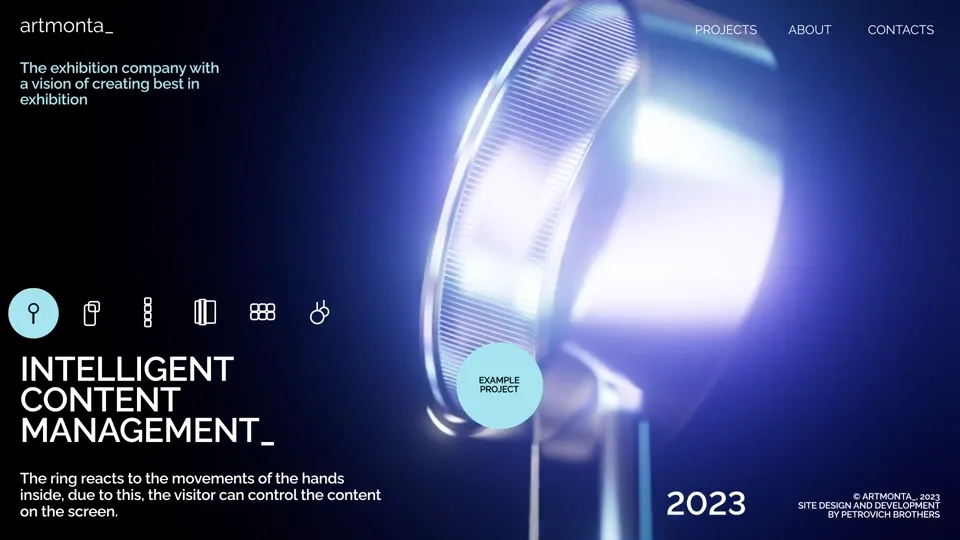 artmonta_
PROJECTS
ABOUT
CONTACTS
The exhibition company with
a vision of creating best in
exhibition
EXAMPLE
PROJECT
INTELLIGENT
CONTENT
MANAGEMENT_
The ring reacts to the movements of the hands
inside, due to this, the visitor can control the content
on the screen.
2023
© ARTMONTA_, 2023
SITE DESIGN AND DEVELOPMENT
BY PETROVICH BROTHERS